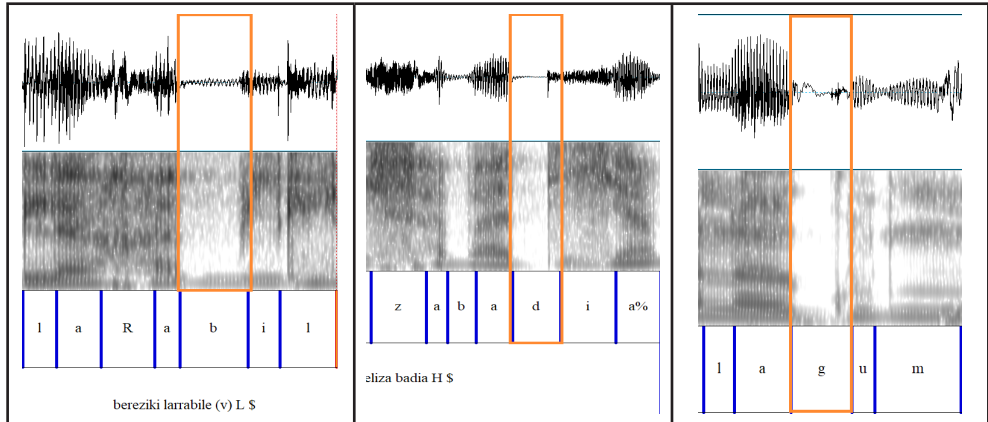 l a R a b i l
bereziki larrabile (v) L $
z a b a d i a%
eliza badia H $
l a g u m